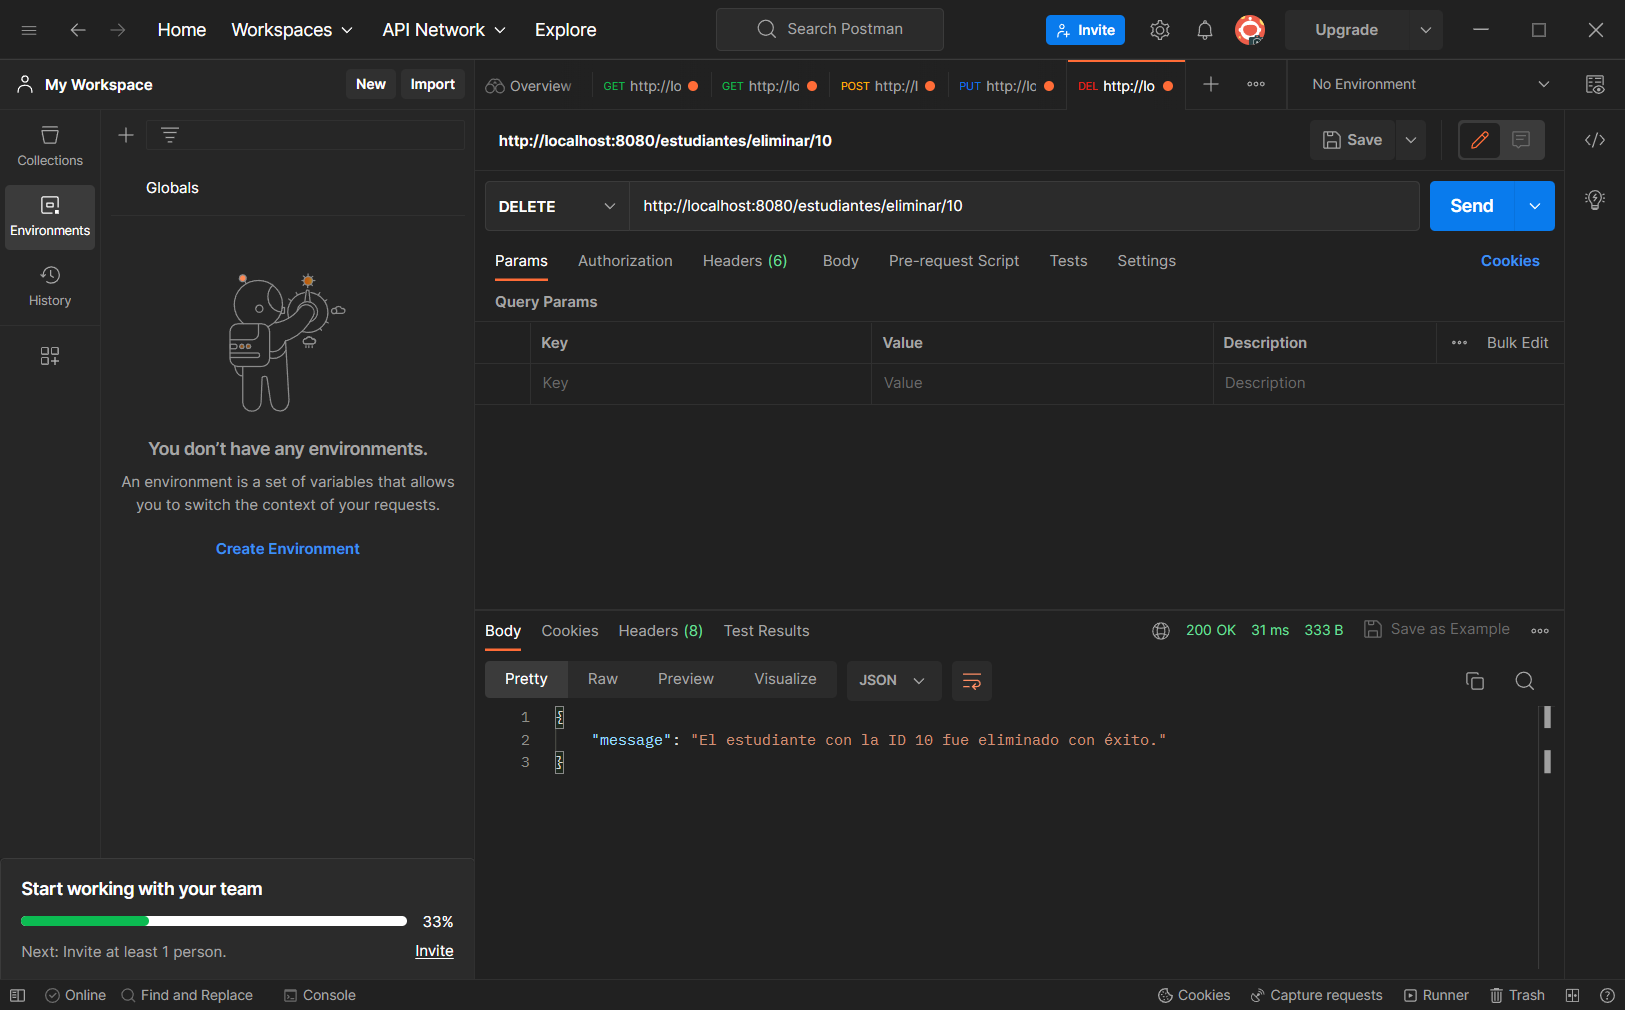 Home Workspaces API Network Explore Search Postman Invite Upgrade
My Workspace New Import Overview GET http://lo GET http://lo POST http://l PUT http://lc DEL http://lo No Environment
Collections
Environments
History
Globals
You don’t have any environments.
An environment is a set of variables that allows
you to switch the context of your requests.
Create Environment
Start working with your team
33%
Next: Invite at least 1 person. Invite
http://localhost:8080/estudiantes/eliminar/10 Save
DELETE http://localhost:8080/estudiantes/eliminar/10 Send
Params Authorization Headers (6) Body Pre-request Script Tests Settings Cookies
Query Params
Key Value Description Bulk Edit
Key Value Description
Body Cookies Headers (8) Test Results 200 OK 31 ms 333 B Save as Example
Pretty Raw Preview Visualize JSON
1 {
2 "message": "El estudiante con la ID 10 fue eliminado con éxito."
3 }
Online Find and Replace Console Cookies Capture requests Runner Trash